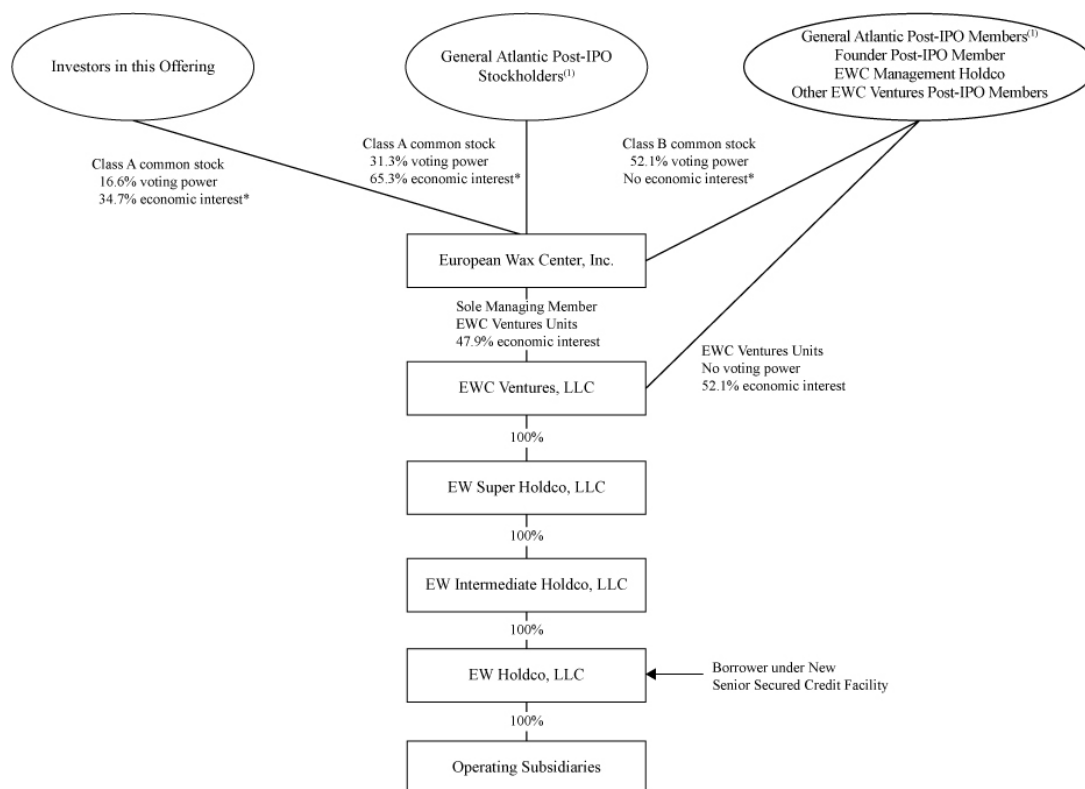 Investors in this Offering
General Atlantic Post-IPO
Stockholders(1)
General Atlantic Post-IPO Members(1)
Founder Post-IPO Member
EWC Management Holdco
Other EWC Ventures Post-IPO Members
Class A common stock
16.6% voting power
34.7% economic interest*
Class A common stock
31.3% voting power
65.3% economic interest*
Class B common stock
52.1% voting power
No economic interest*
European Wax Center, Inc.
Sole Managing Member
EWC Ventures Units
47.9% economic interest
EWC Ventures Units
No voting power
52.1% economic interest
EWC Ventures, LLC
100%
EW Super Holdco, LLC
100%
EW Intermediate Holdco, LLC
100%
EW Holdco, LLC
Borrower under New
Senior Secured Credit Facility
100%
Operating Subsidiaries